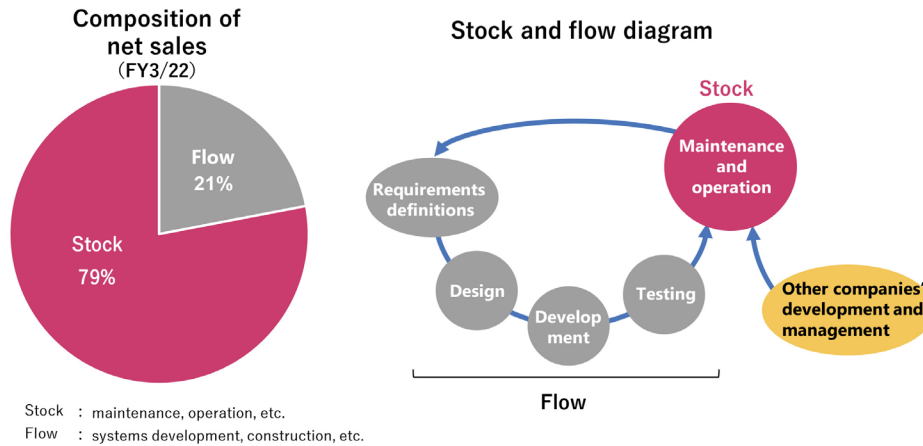 Composition of
net sales
(FY3/22)
Flow
21%
Stock
79%
Stock : maintenance, operation, etc.
Flow : systems development, construction, etc.
Stock and flow diagram
Stock
Maintenance
and
operation
Requirements
definitions
Design
Develop
ment
Testing
Other companies'
development and
management
Flow